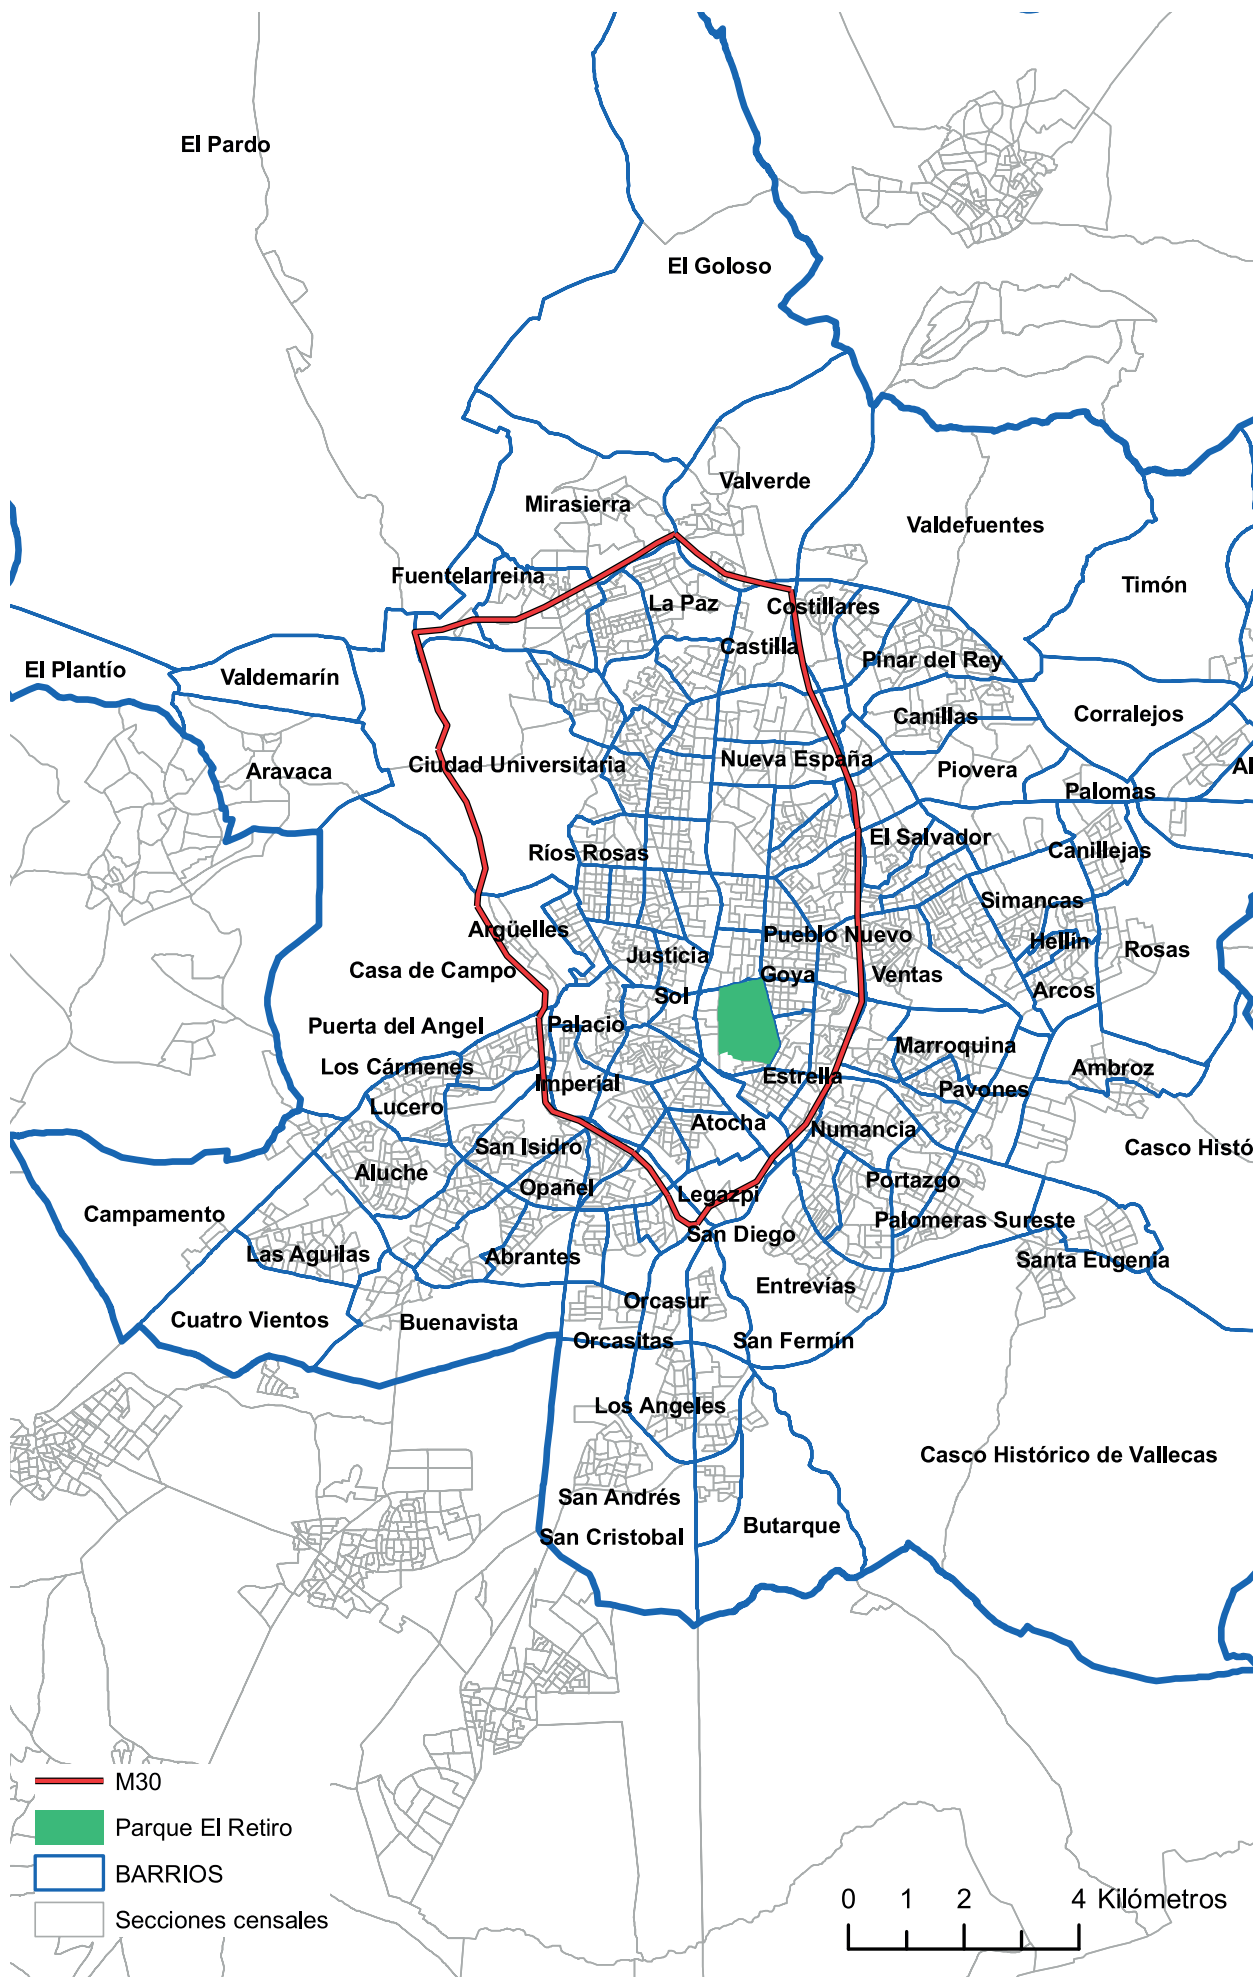 El Pardo
El Goloso
Valverde
Mirasierra
Valdefuentes
Fuentelarreina
Timón
La Paz
Costillares
Castilla
Pinar del Rey
El Plantío
Valdemarín
Canillas
Corralejos
Nueva España
Ciudad Universitaria
Aravaca
Piovera
Al
Palomas
El Salvador
Ríos Rosas
Canillejas
Simancas
Argüelles
Pueblo Nuevo
Hellín
Rosas
Justicia
Casa de Campo
Goya
Ventas
Arcos
Sol
Puerta del Angel
Palacio
Marroquina
Los Cármenes
Ambroz
Estrella
Imperial
Pavones
Lucero
Atocha
Numancia
San Isidro
Casco Histó
Aluche
Portazgo
Opañel
Legazpi
Campamento
Palomeras Sureste
San Diego
Las Aguilas
Abrantes
Santa Eugenia
Entrevías
Orcasur
Cuatro Vientos
Buenavista
Orcasitas
San Fermín
Los Angeles
Casco Histórico de Vallecas
San Andrés
Butarque
San Cristobal
M30
Parque El Retiro
BARRIOS
Secciones censales
0 1 2 4 Kilómetros